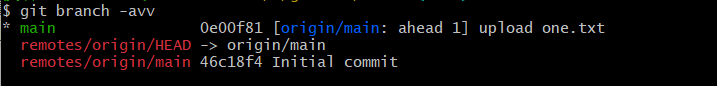 $ git branch -avv
* main                0e00f81 [origin/main: ahead 1] upload one.txt
  remotes/origin/HEAD -> origin/main
  remotes/origin/main 46c18f4 Initial commit